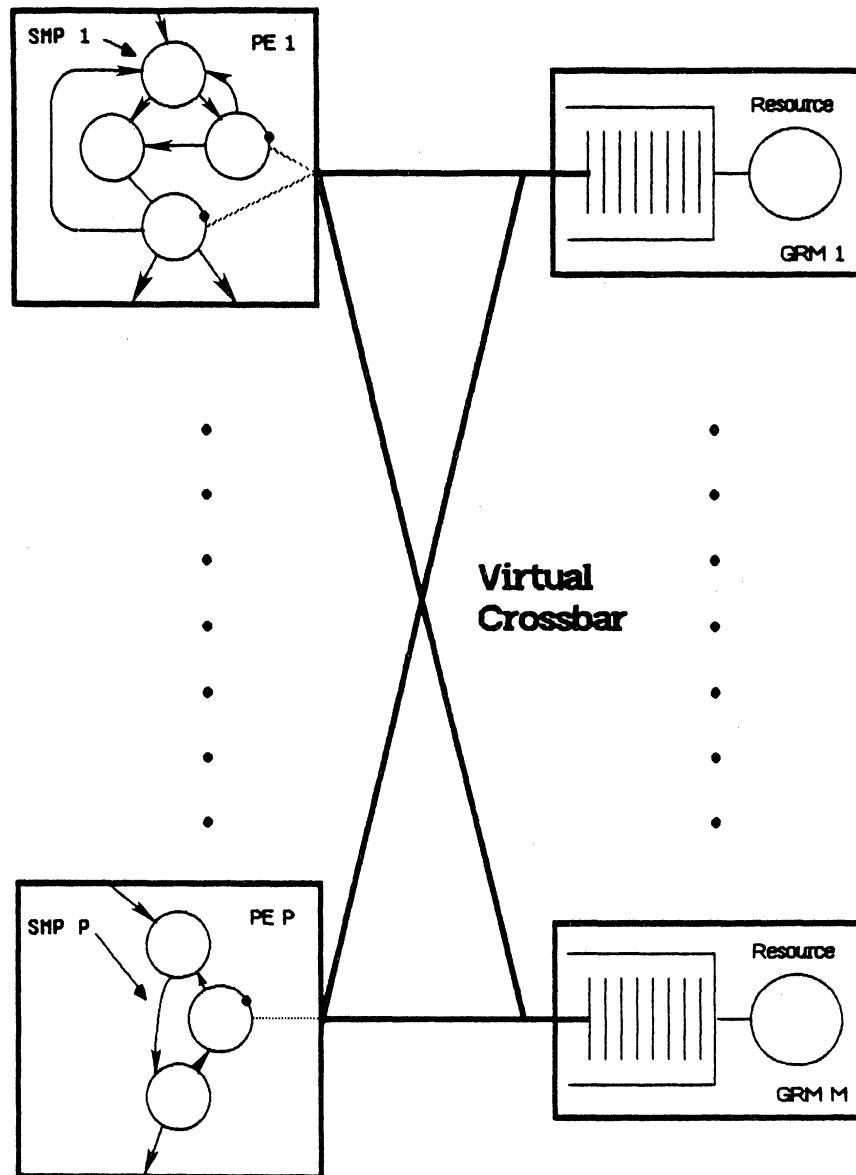 SMP 1
PE 1
Resource
GRM 1
Virtual
Crossbar
SMP P
PE P
Resource
GRM M